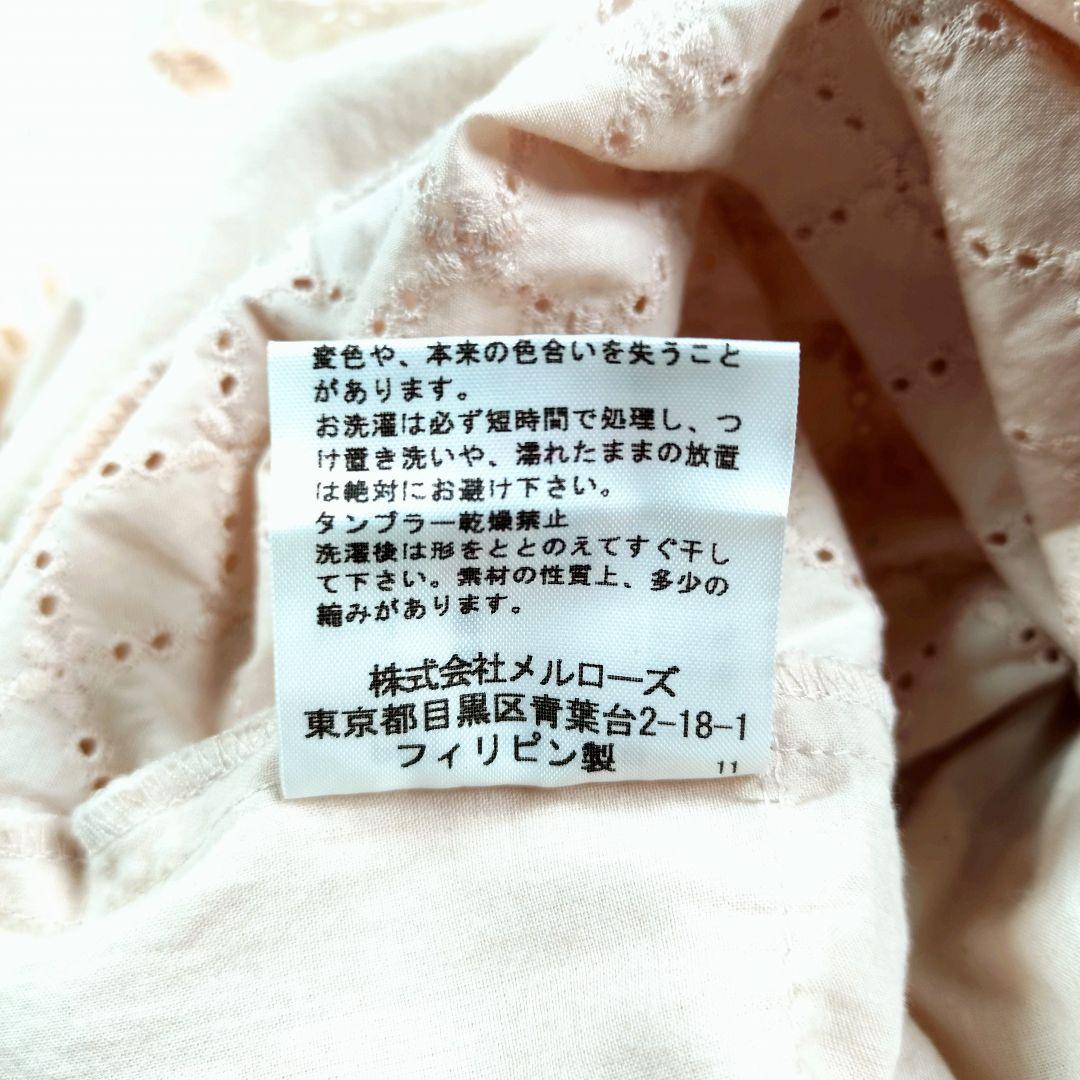 変色や、本来の色合いを失うこと
があります。
お洗濯は必ず短時間で処理し、つ
け置き洗いや、濡れたままの放置
は絶対にお避け下さい。
タンブラー乾燥禁止
洗濯後は形をととのえてすぐ干し
て下さい。素材の性質上、多少の
縮みがあります。
株式会社メルローズ
東京都目黒区青葉台2-18-1
フィリピン製
11